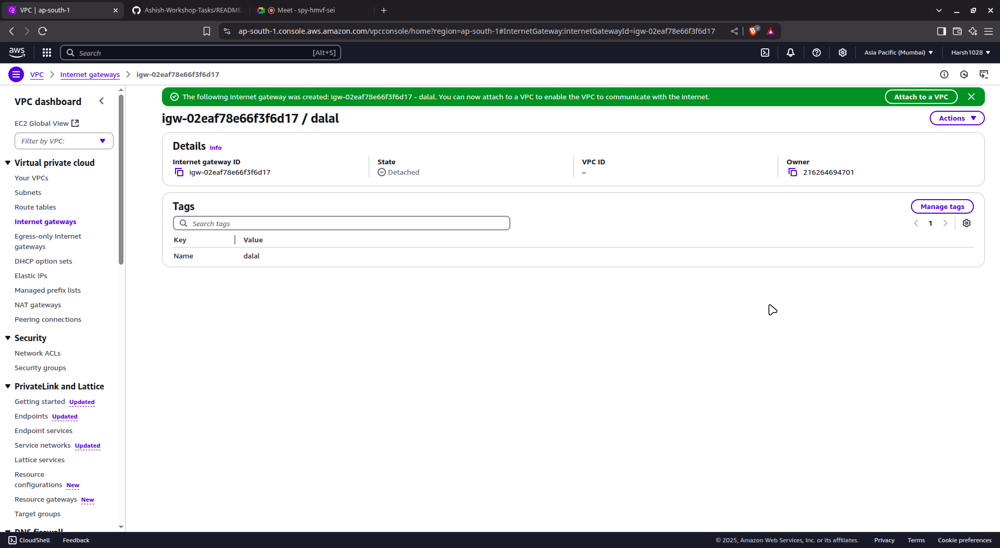 VPC | ap-south-1
Ashish-Workshop-Tasks/README.
Meet - spy-hmvf-sei
ap-south-1.console.aws.amazon.com/vpcconsole/home?region=ap-south-1#InternetGateway:internetGatewayId=igw-02eaf78e66f3f6d17
aws
Search
[Alt+S]
Asia Pacific (Mumbai)
Harsh1028
VPC
Internet gateways
igw-02eaf78e66f3f6d17
VPC dashboard
EC2 Global View
Filter by VPC:
Virtual private cloud
Your VPCs
Subnets
Route tables
Internet gateways
Egress-only Internet
gateways
DHCP option sets
Elastic IPs
Managed prefix lists
NAT gateways
Peering connections
Security
Network ACLs
Security groups
PrivateLink and Lattice
Getting started Updated
Endpoints Updated
Endpoint services
Service networks Updated
Lattice services
Resource
configurations New
Resource gateways New
Target groups
DNS firewall
The following internet gateway was created: igw-02eaf78e66f3f6d17 - dalal. You can now attach to a VPC to enable the VPC to communicate with the internet.
Attach to a VPC
igw-02eaf78e66f3f6d17 / dalal
Actions
Details Info
Internet gateway ID
igw-02eaf78e66f3f6d17
State
Detached
VPC ID
–
Owner
216264694701
Tags
Manage tags
Search tags
1
Key Value
Name dalal
CloudShell
Feedback
© 2025, Amazon Web Services, Inc. or its affiliates.
Privacy
Terms
Cookie preferences